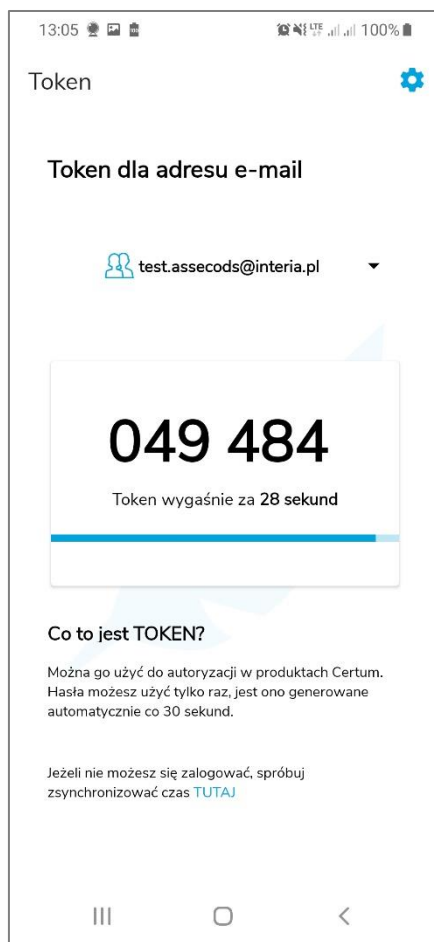 13:05 LTE 100%
Token
Token dla adresu e-mail
test.assecods@interia.pl
049 484
Token wygaśnie za 28 sekund
Co to jest TOKEN?
Można go użyć do autoryzacji w produktach Certum.
Hasła możesz użyć tylko raz, jest ono generowane
automatycznie co 30 sekund.
Jeżeli nie możesz się zalogować, spróbuj
zsynchronizować czas TUTAJ